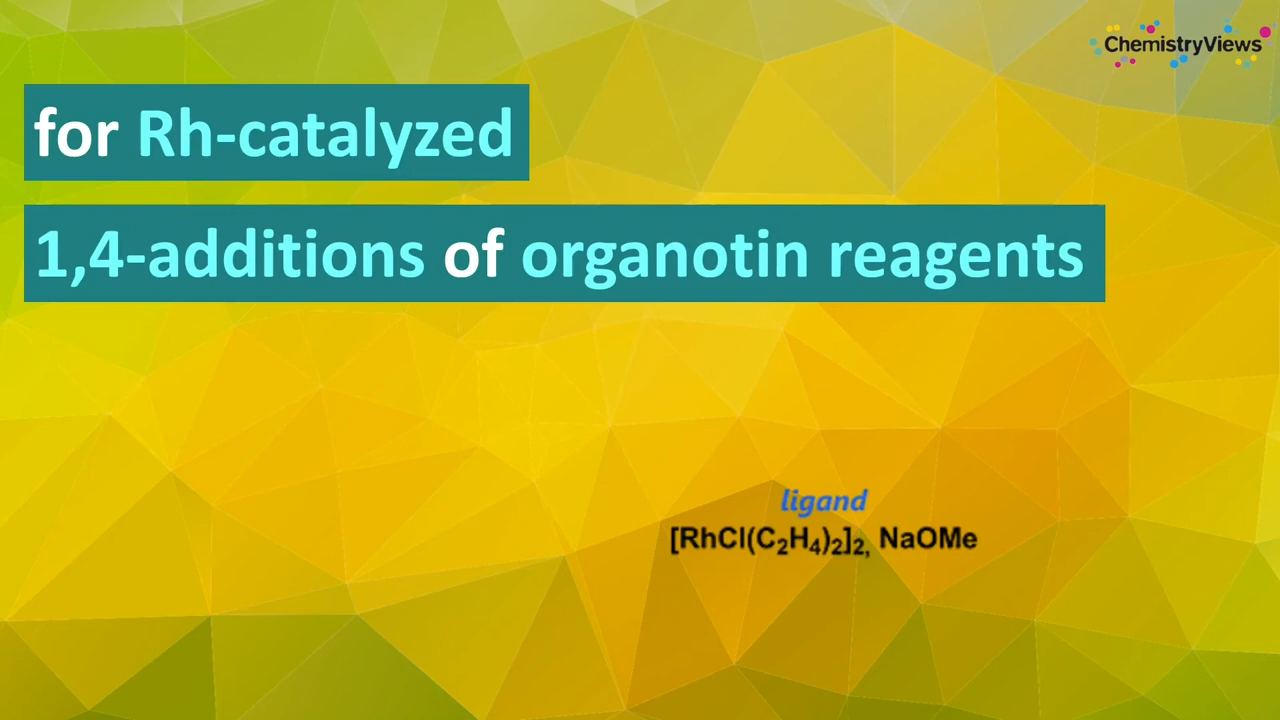 ChemistryViews
for Rh-catalyzed
1,4-additions of organotin reagents
ligand
[RhCl(C₂H₄)₂]₂, NaOMe